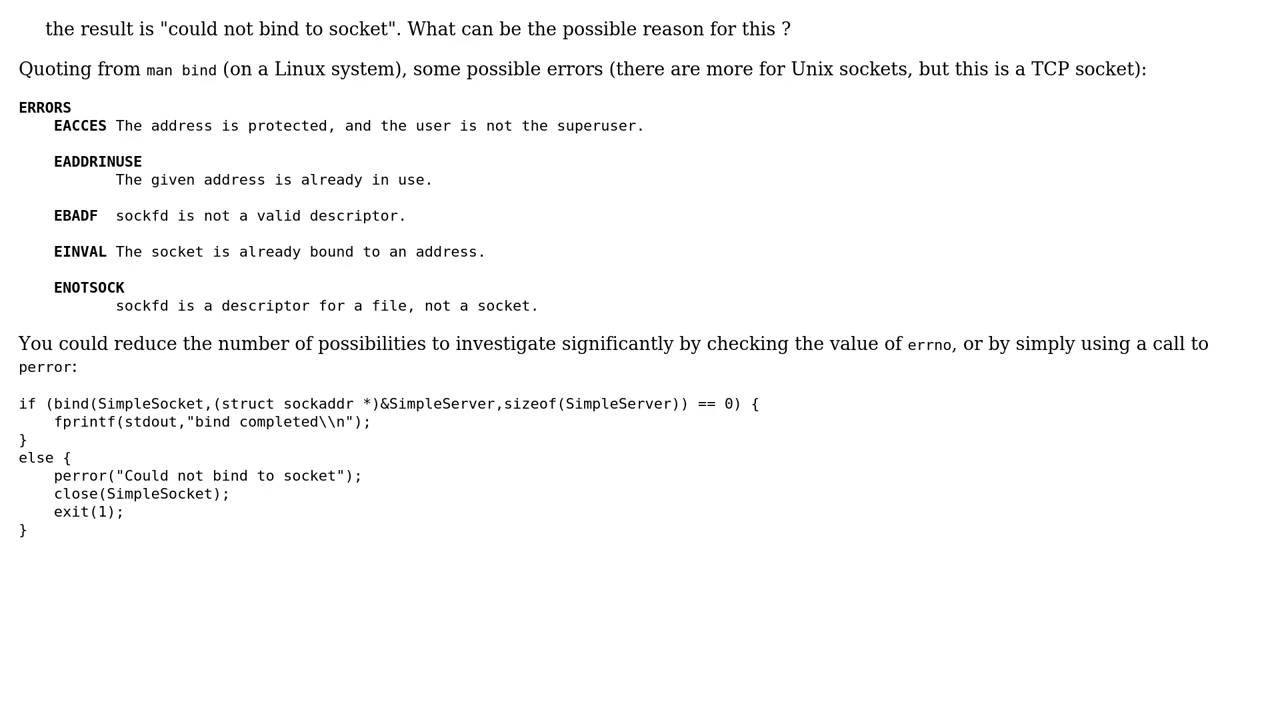 the result is "could not bind to socket". What can be the possible reason for this ?
Quoting from man bind (on a Linux system), some possible errors (there are more for Unix sockets, but this is a TCP socket):
ERRORS
EACCES The address is protected, and the user is not the superuser.
EADDRINUSE
The given address is already in use.
EBADF  sockfd is not a valid descriptor.
EINVAL The socket is already bound to an address.
ENOTSOCK
sockfd is a descriptor for a file, not a socket.
You could reduce the number of possibilities to investigate significantly by checking the value of errno, or by simply using a call to
perror:
if (bind(SimpleSocket,(struct sockaddr *)&SimpleServer,sizeof(SimpleServer)) == 0) {
    fprintf(stdout,"bind completed\\n");
}
else {
    perror("Could not bind to socket");
    close(SimpleSocket);
    exit(1);
}